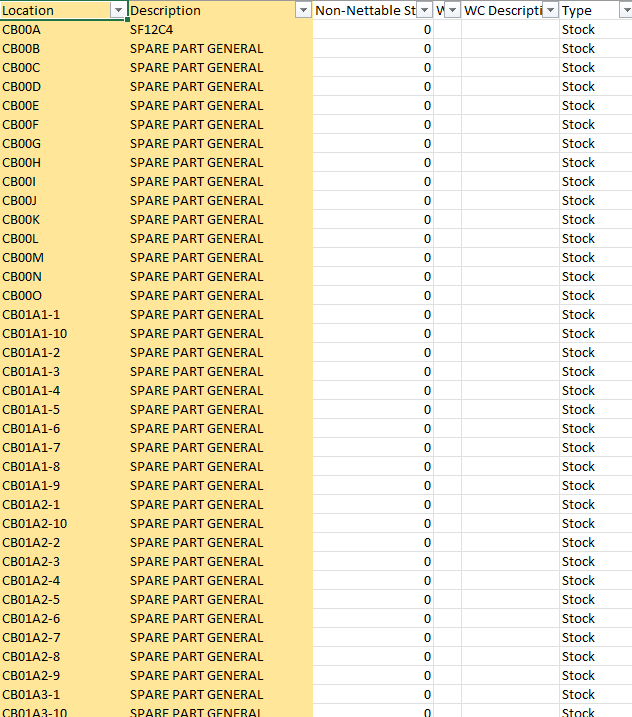 Location Description Non-Nettable St W WC Descripti Type
CB00A SF12C4 0 Stock
CB00B SPARE PART GENERAL 0 Stock
CB00C SPARE PART GENERAL 0 Stock
CB00D SPARE PART GENERAL 0 Stock
CB00E SPARE PART GENERAL 0 Stock
CB00F SPARE PART GENERAL 0 Stock
CB00G SPARE PART GENERAL 0 Stock
CB00H SPARE PART GENERAL 0 Stock
CB00I SPARE PART GENERAL 0 Stock
CB00J SPARE PART GENERAL 0 Stock
CB00K SPARE PART GENERAL 0 Stock
CB00L SPARE PART GENERAL 0 Stock
CB00M SPARE PART GENERAL 0 Stock
CB00N SPARE PART GENERAL 0 Stock
CB00O SPARE PART GENERAL 0 Stock
CB01A1-1 SPARE PART GENERAL 0 Stock
CB01A1-10 SPARE PART GENERAL 0 Stock
CB01A1-2 SPARE PART GENERAL 0 Stock
CB01A1-3 SPARE PART GENERAL 0 Stock
CB01A1-4 SPARE PART GENERAL 0 Stock
CB01A1-5 SPARE PART GENERAL 0 Stock
CB01A1-6 SPARE PART GENERAL 0 Stock
CB01A1-7 SPARE PART GENERAL 0 Stock
CB01A1-8 SPARE PART GENERAL 0 Stock
CB01A1-9 SPARE PART GENERAL 0 Stock
CB01A2-1 SPARE PART GENERAL 0 Stock
CB01A2-10 SPARE PART GENERAL 0 Stock
CB01A2-2 SPARE PART GENERAL 0 Stock
CB01A2-3 SPARE PART GENERAL 0 Stock
CB01A2-4 SPARE PART GENERAL 0 Stock
CB01A2-5 SPARE PART GENERAL 0 Stock
CB01A2-6 SPARE PART GENERAL 0 Stock
CB01A2-7 SPARE PART GENERAL 0 Stock
CB01A2-8 SPARE PART GENERAL 0 Stock
CB01A2-9 SPARE PART GENERAL 0 Stock
CB01A3-1 SPARE PART GENERAL 0 Stock
CB01A3-10 SPARE PART GENERAL 0 Stock